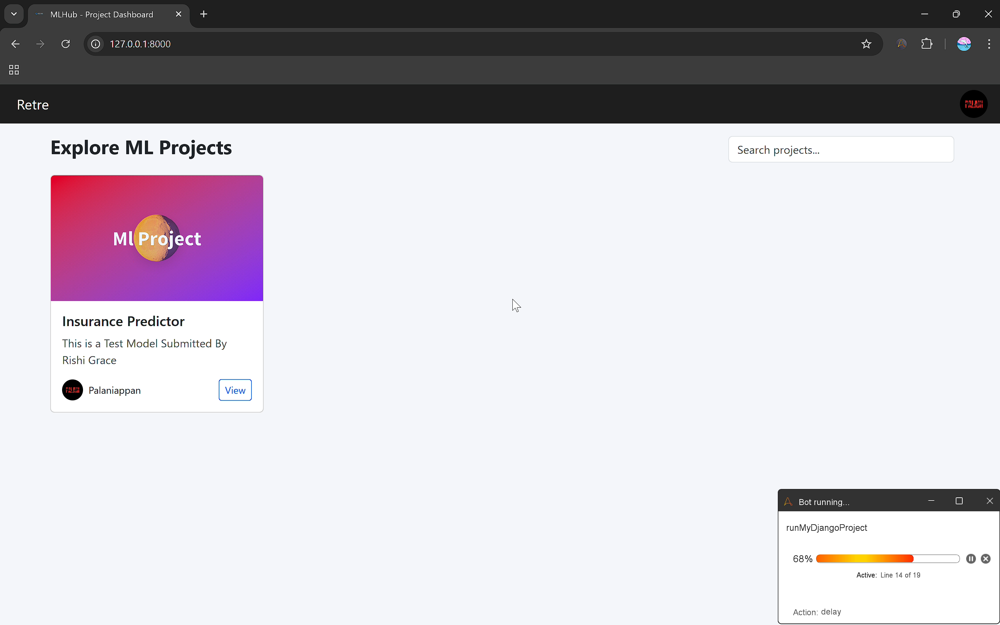 MLHub - Project Dashboard
127.0.0.1:8000
Retre
PALANI
Explore ML Projects
Search projects...
Ml Project
Insurance Predictor
This is a Test Model Submitted By
Rishi Grace
PALANI
Palaniappan
View
Bot running...
runMyDjangoProject
68%
Active: Line 14 of 19
Action: delay